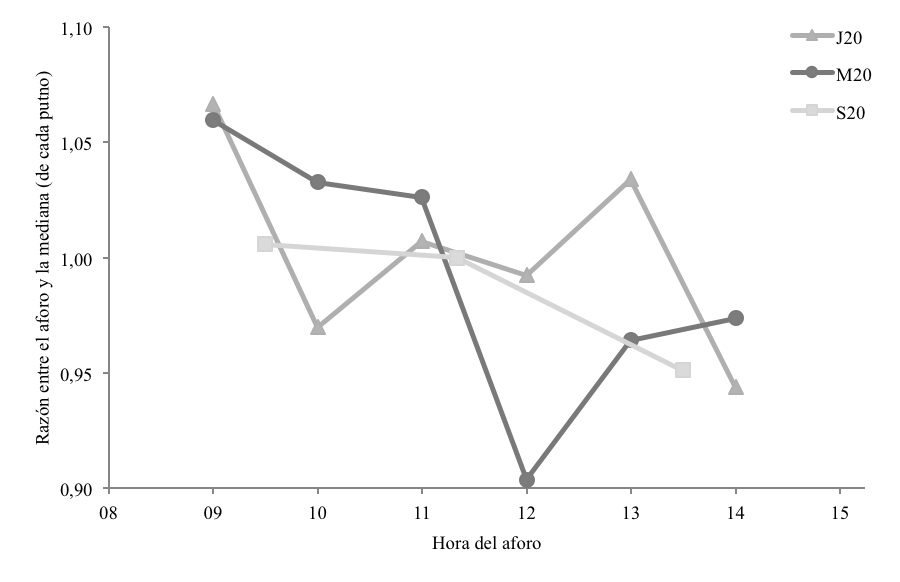 1,10
1,05
1,00
0,95
0,90
08 09 10 11 12 13 14 15
Hora del aforo
Razón entre el aforo y la mediana (de cada putno)
J20
M20
S20